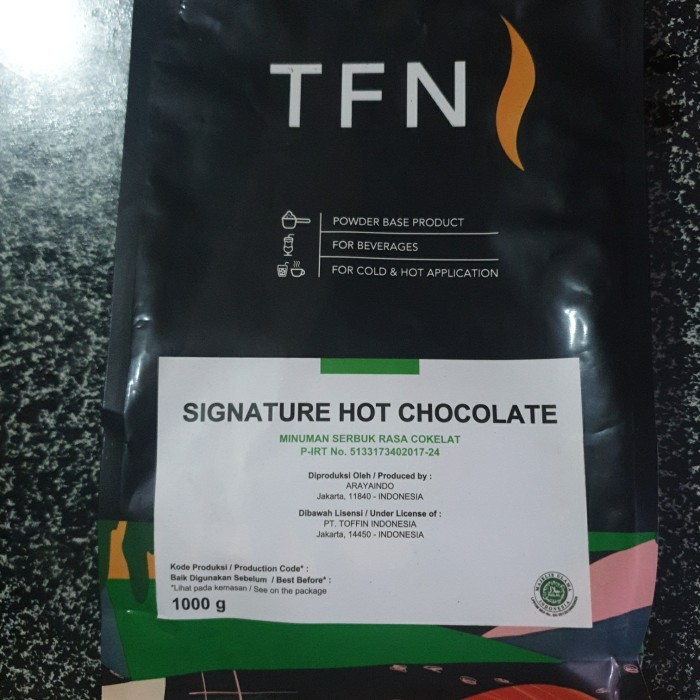 TFN
POWDER BASE PRODUCT
FOR BEVERAGES
FOR COLD & HOT APPLICATION
SIGNATURE HOT CHOCOLATE
MINUMAN SERBUK RASA COKELAT
P-IRT No. 5133173402017-24
Diproduksi Oleh / Produced by :
ARAYAINDO
Jakarta, 11840 - INDONESIA
Dibawah Lisensi / Under License of :
PT. TOFFIN INDONESIA
Jakarta, 14450 - INDONESIA
Kode Produksi / Production Code* :
Baik Digunakan Sebelum / Best Before* :
*Lihat pada kemasan / See on the package
1000 g
MAJELIS ULAMA
INDONESIA